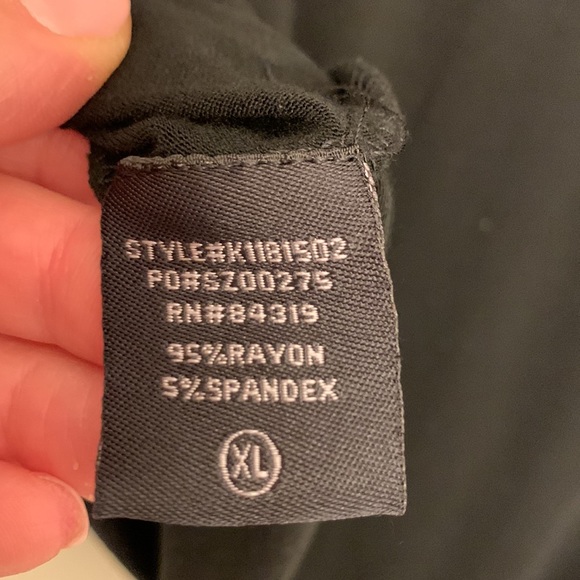 STYLE#K1181502
PO#SZ00275
RN#84319
95%RAYON
5%SPANDEX
XL